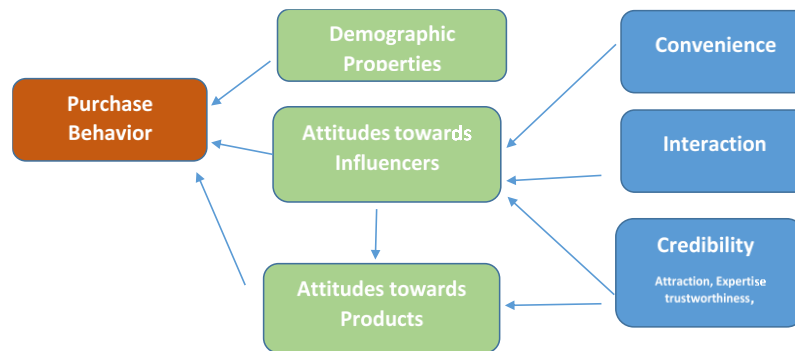 Demographic
Properties
Convenience
Purchase
Behavior
Attitudes towards
Influencers
Interaction
Credibility
Attraction, Expertise
trustworthiness,
Attitudes towards
Products